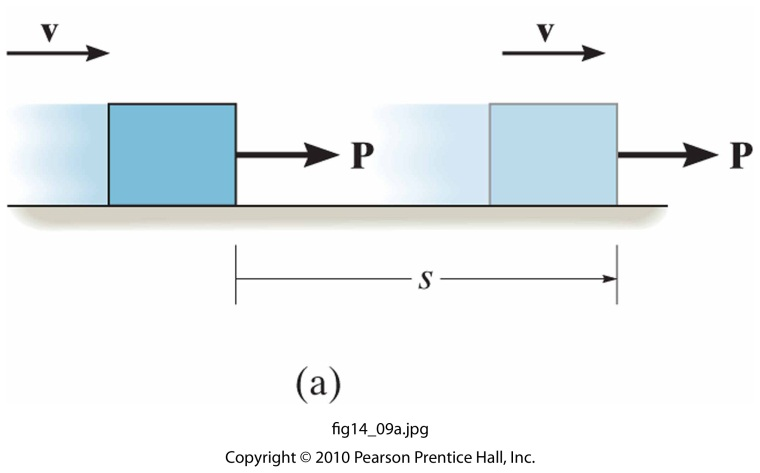 v v
P P
s
(a)
fig14_09a.jpg
Copyright © 2010 Pearson Prentice Hall, Inc.